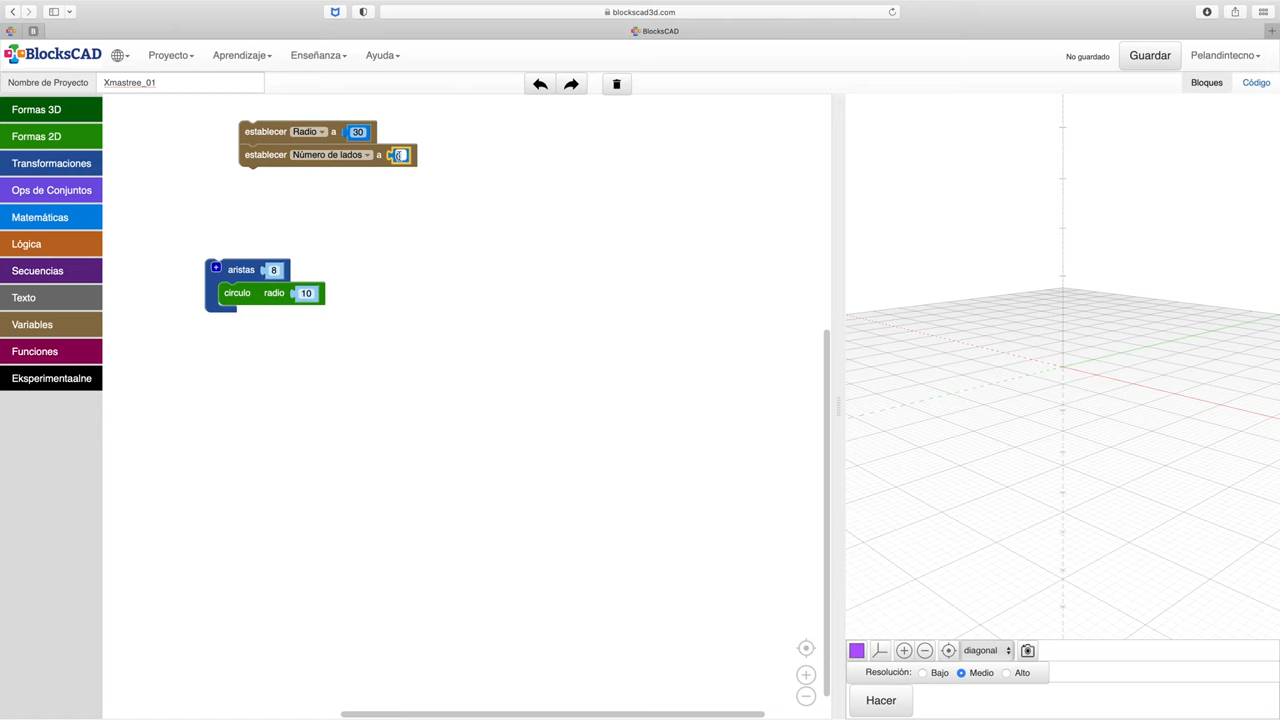 blockscad3d.com
B
BlocksCAD
BlocksCAD
Proyecto
Aprendizaje
Enseñanza
Ayuda
No guardado
Guardar
Pelandintecno
Nombre de Proyecto
Xmastree_01
Bloques
Código
Formas 3D
Formas 2D
Transformaciones
Ops de Conjuntos
Matemáticas
Lógica
Secuencias
Texto
Variables
Funciones
Eksperimentaalne
establecer Radio a 30
establecer Número de lados a
+ aristas 8
circulo radio 10
diagonal
Resolución: Bajo Medio Alto
Hacer